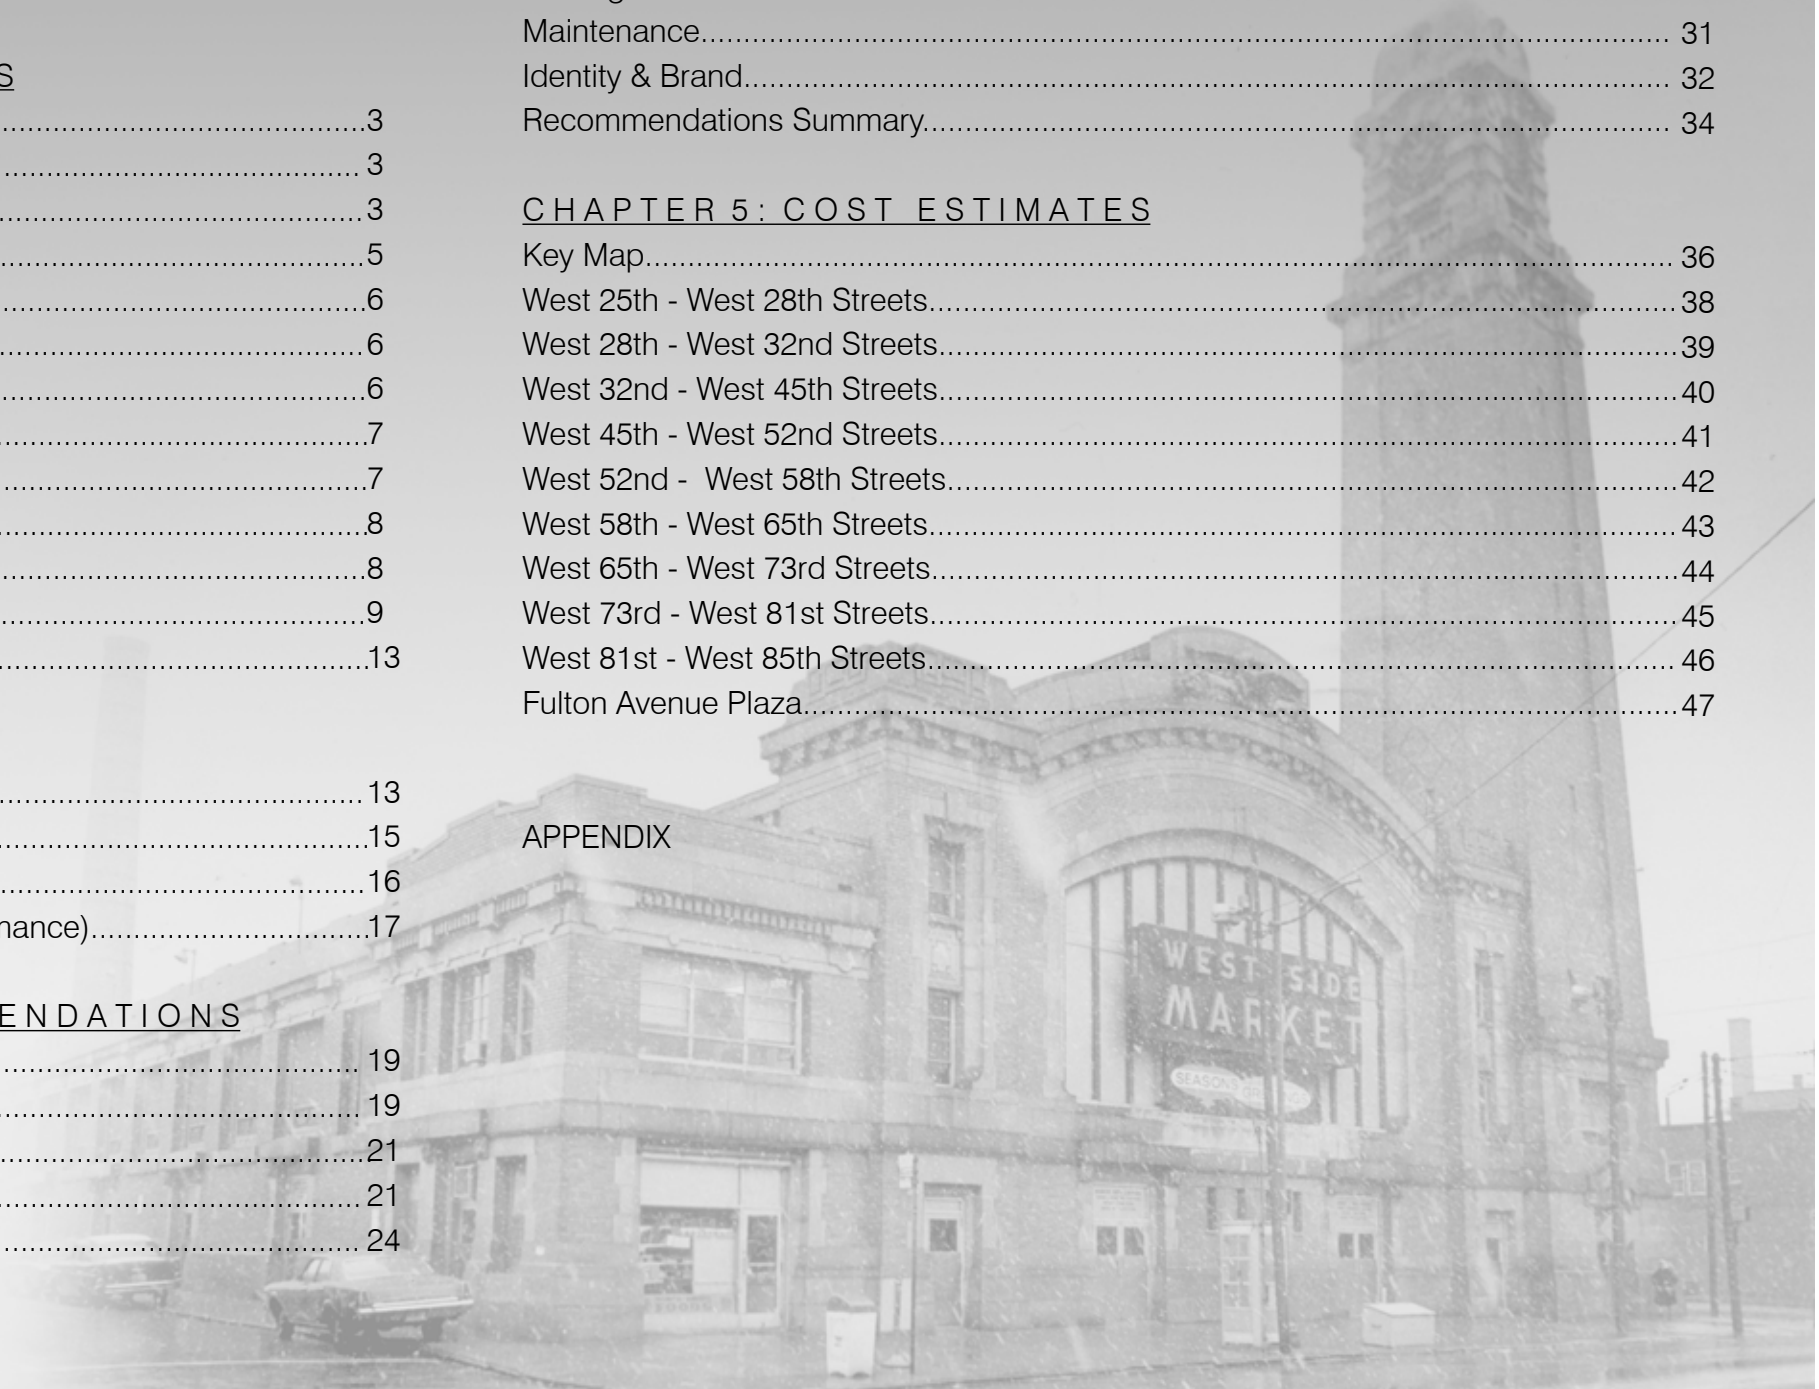 S
........................................3
........................................ 3
........................................3
........................................5
........................................6
........................................6
........................................6
........................................7
........................................7
........................................8
........................................8
........................................9
........................................13
........................................13
........................................15
........................................16
nance)........................................17
ENDATIONS
........................................ 19
........................................ 19
........................................21
........................................ 21
........................................ 24
Maintenance........................................ 31
Identity & Brand........................................ 32
Recommendations Summary........................................ 34
CHAPTER 5: COST ESTIMATES
Key Map........................................ 36
West 25th - West 28th Streets........................................ 38
West 28th - West 32nd Streets........................................ 39
West 32nd - West 45th Streets........................................ 40
West 45th - West 52nd Streets........................................ 41
West 52nd -  West 58th Streets........................................ 42
West 58th - West 65th Streets........................................ 43
West 65th - West 73rd Streets........................................ 44
West 73rd - West 81st Streets........................................ 45
West 81st - West 85th Streets........................................ 46
Fulton Avenue Plaza........................................ 47
APPENDIX
WEST SIDE
MARKET
SEASONS GREETINGS